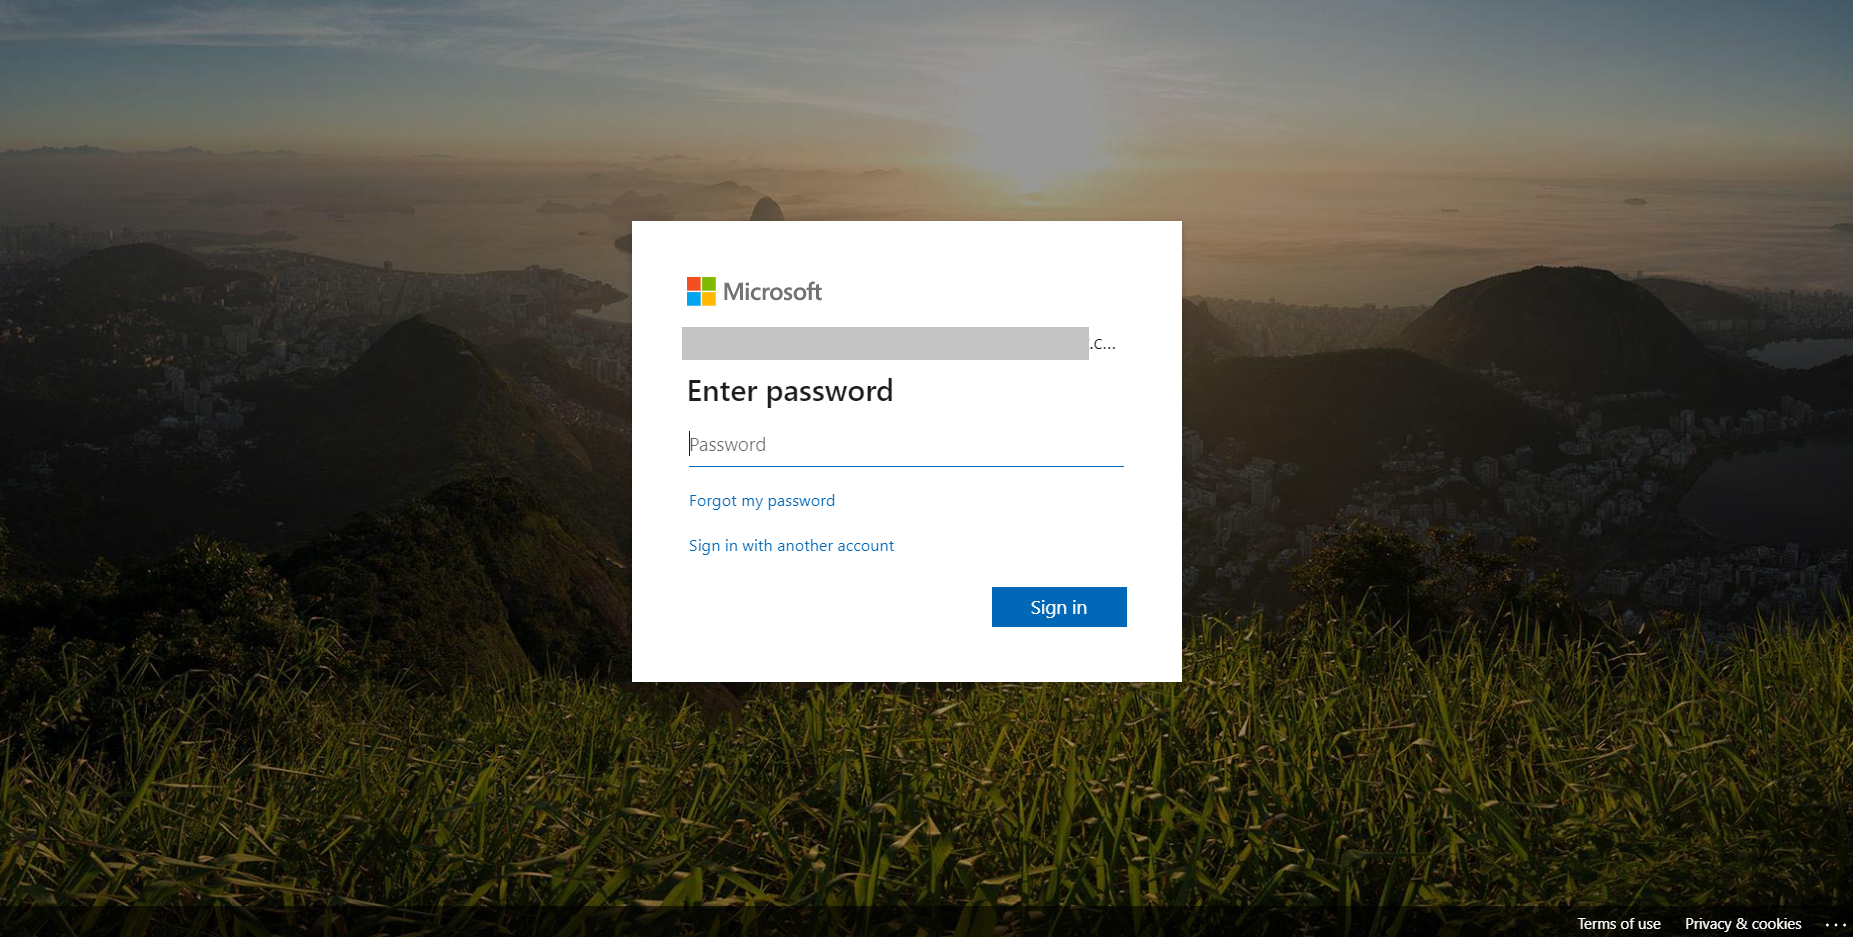 Microsoft
.c...
Enter password
Password
Forgot my password
Sign in with another account
Sign in
Terms of use Privacy & cookies ...